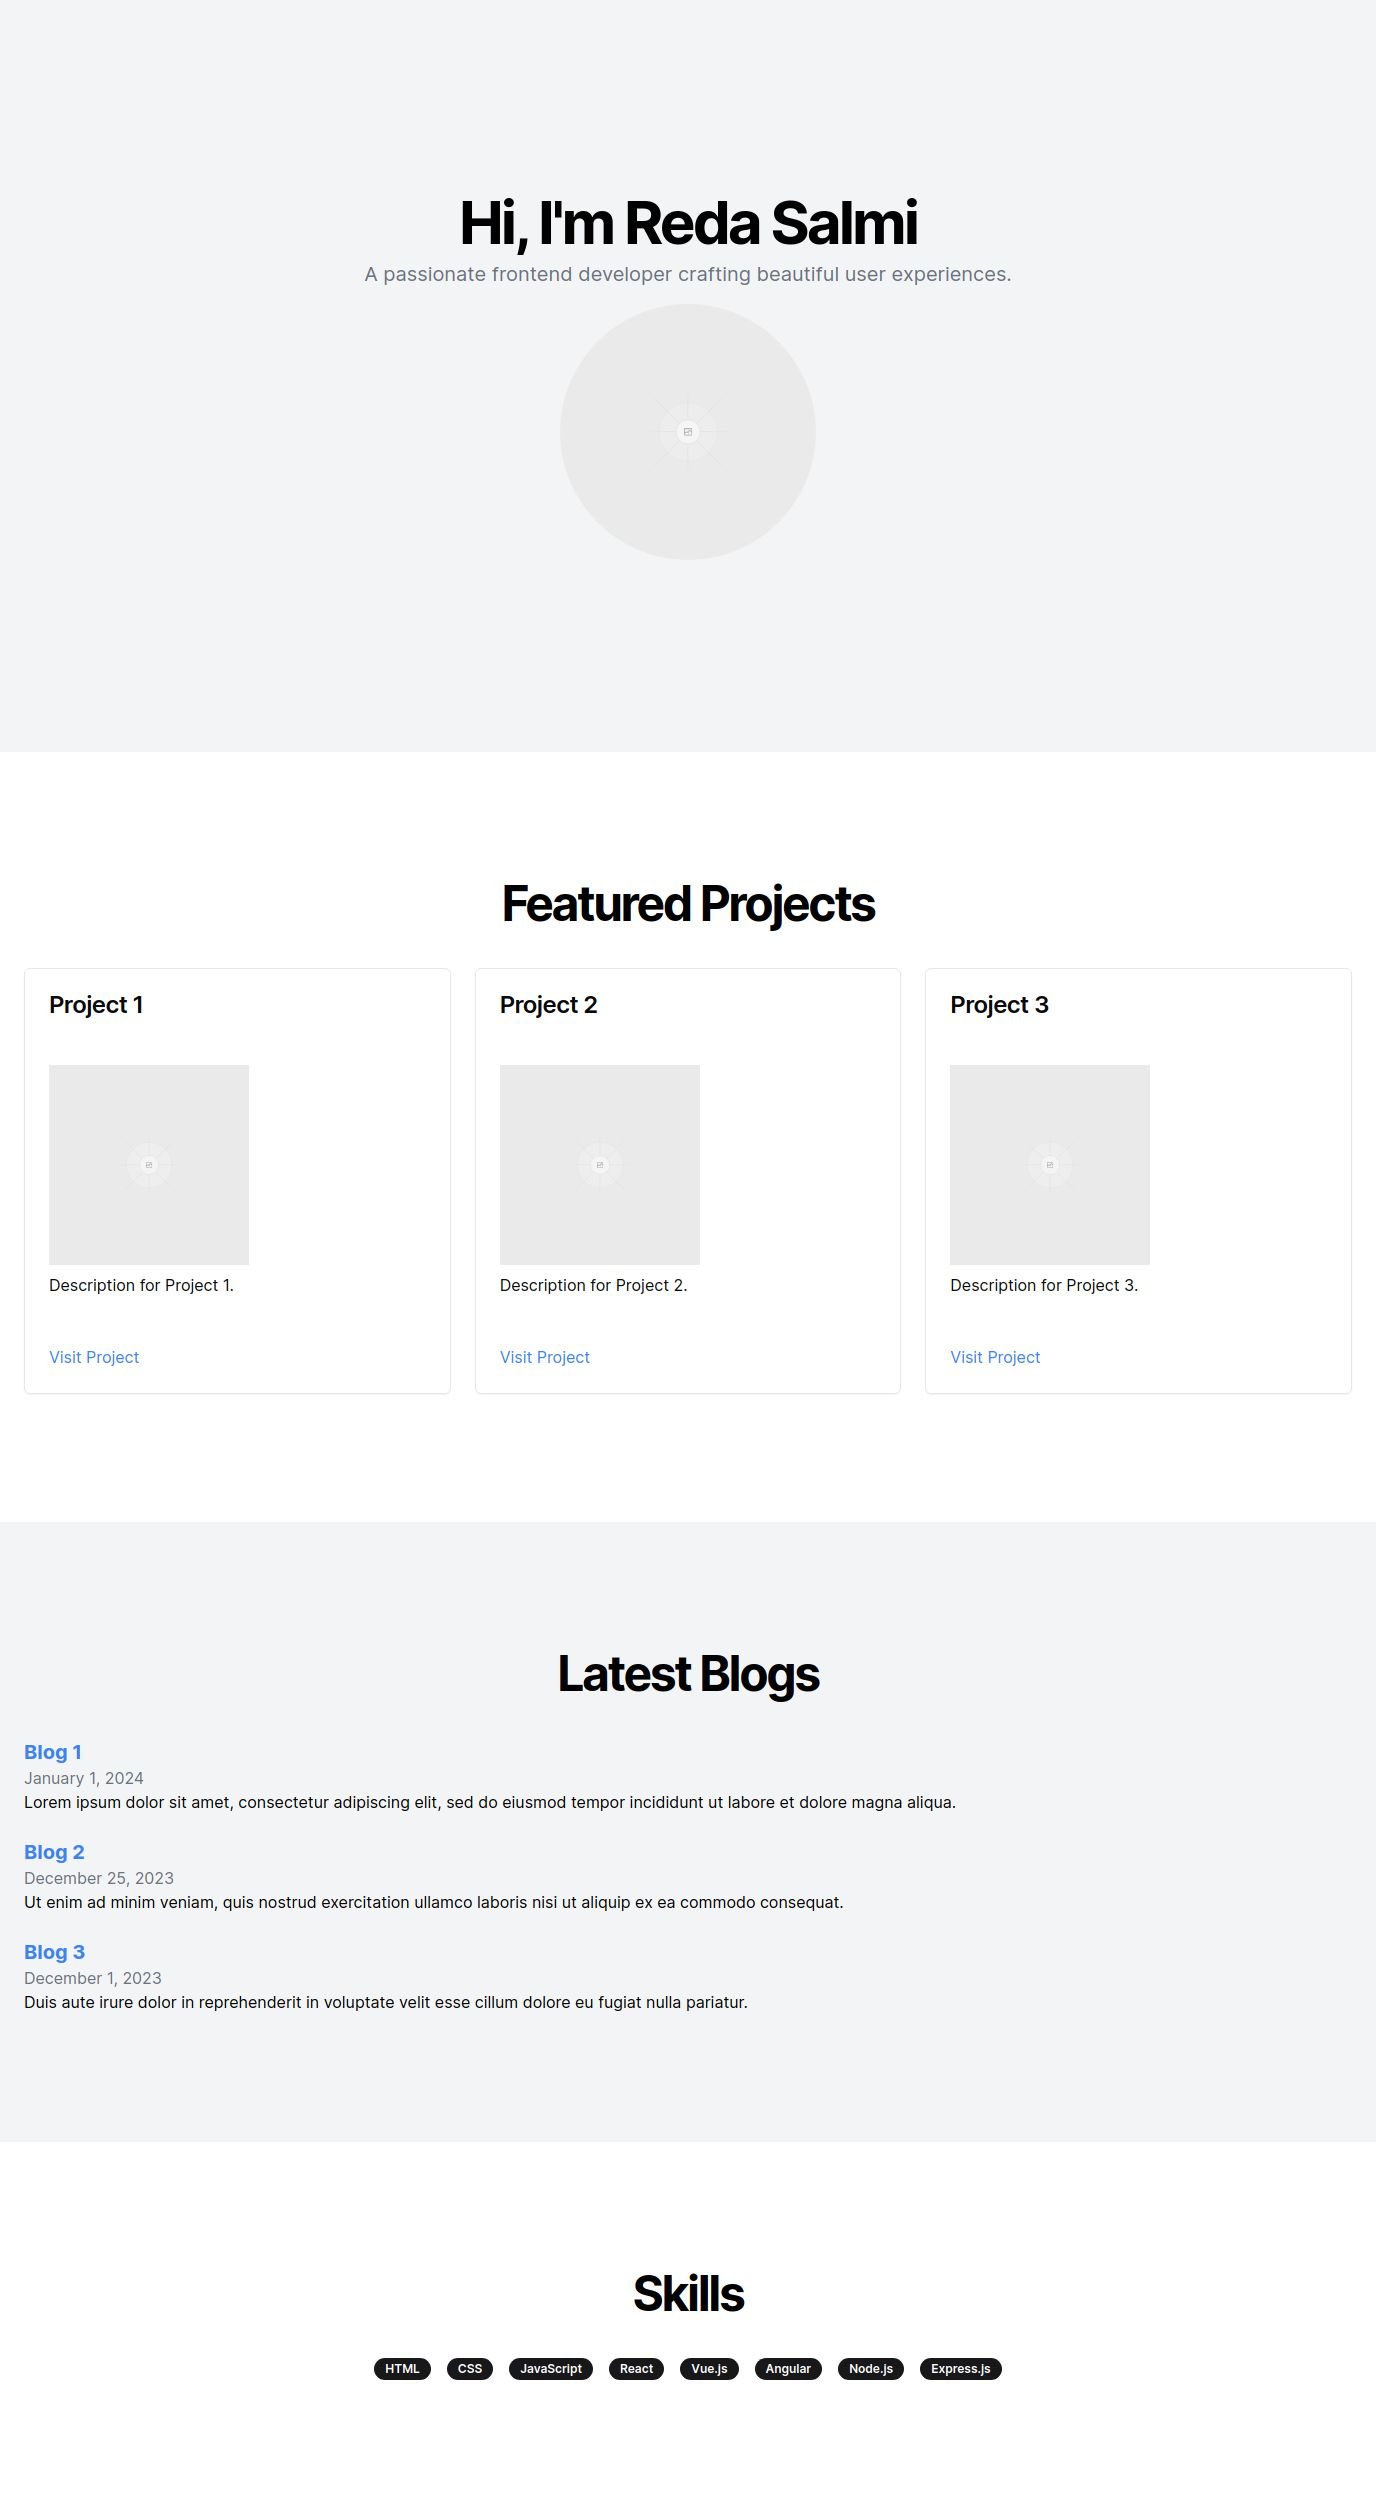 Hi, I'm Reda Salmi
A passionate frontend developer crafting beautiful user experiences.
Featured Projects
Project 1
Description for Project 1.
Visit Project
Project 2
Description for Project 2.
Visit Project
Project 3
Description for Project 3.
Visit Project
Latest Blogs
Blog 1
January 1, 2024
Lorem ipsum dolor sit amet, consectetur adipiscing elit, sed do eiusmod tempor incididunt ut labore et dolore magna aliqua.
Blog 2
December 25, 2023
Ut enim ad minim veniam, quis nostrud exercitation ullamco laboris nisi ut aliquip ex ea commodo consequat.
Blog 3
December 1, 2023
Duis aute irure dolor in reprehenderit in voluptate velit esse cillum dolore eu fugiat nulla pariatur.
Skills
HTML CSS JavaScript React Vue.js Angular Node.js Express.js